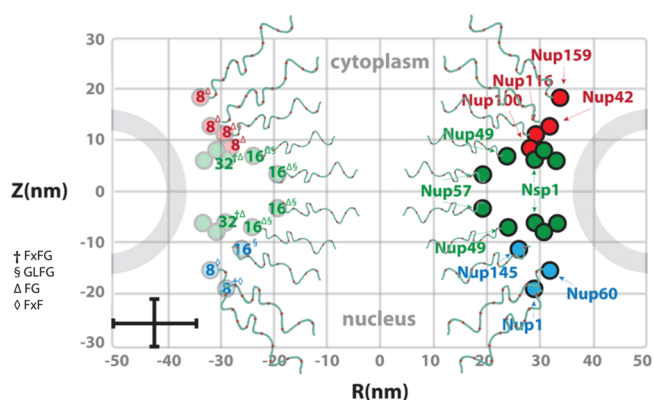 30
cytoplasm
Nup159
Nup116
20
8Δ
Nup100
Nup42
8Δ
10
8Δ§
8Δ
Nup49
32†Δ
16Δ§
16Δ§
Z(nm)
0
Nup57
Nsp1
16Δ§
32†Δ
16Δ§
-10
Nup49
16§
† FxFG
§ GLFG
Δ FG
◊ FxF
8◊
Nup145
Nup60
-20
8†◊
nucleus
Nup1
-30
-50 -40 -30 -20 -10 0 10 20 30 40 50
R(nm)